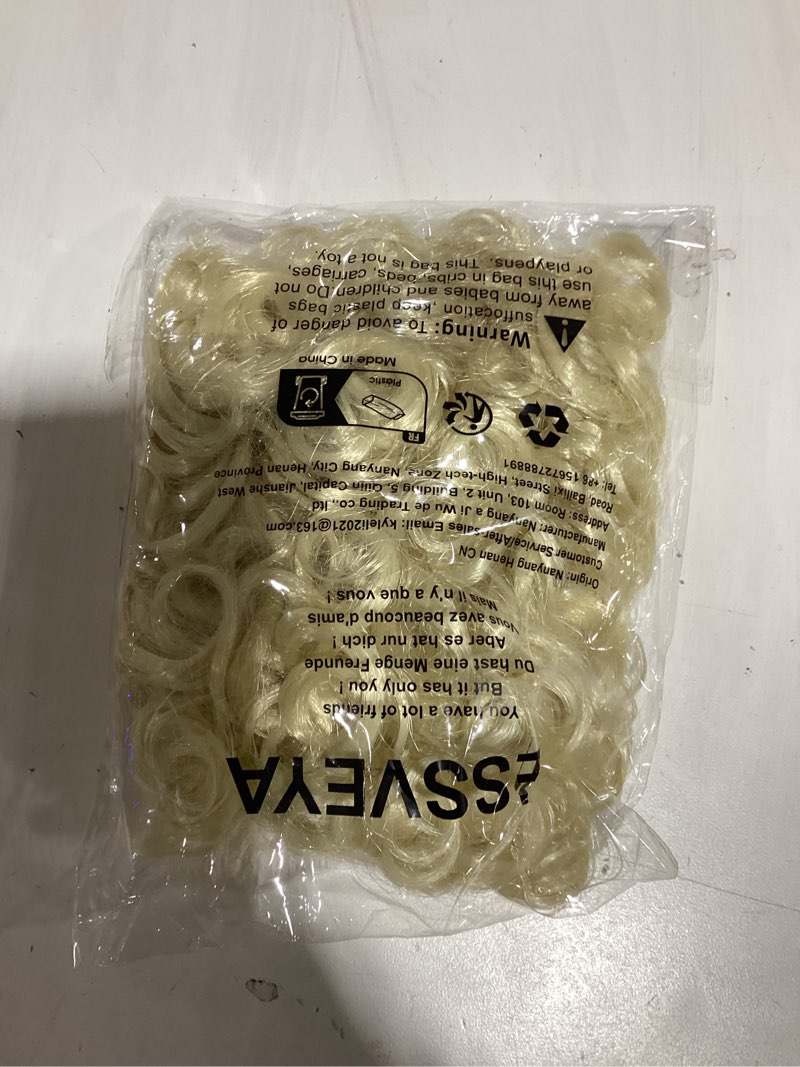 ESSVEYA
You have a lot of friends
But it has only you !
Du hast eine Menge Freunde
Aber es hat nur dich !
Vous avez beaucoup d'amis
Mais il n'y a que vous !
Origin: Nanyang Henan CN
Customer Service/After-sales Email: kyleli2021@163.com
Manufacturer: Nanyang a Ji Wu de Trading co., ltd
Address: Room 103, Unit 2, Building 5, Qilin Capital, Jianshe West
Road, Bailixi Street, High-tech Zone, Nanyang City, Henan Province
Tel: +86 15672788891
FR
Plastic
Made in China
Warning: To avoid danger of
suffocation, keep plastic bags
away from babies and children.Do not
use this bag in cribs, beds, carriages,
or playpens. This bag is not a toy.